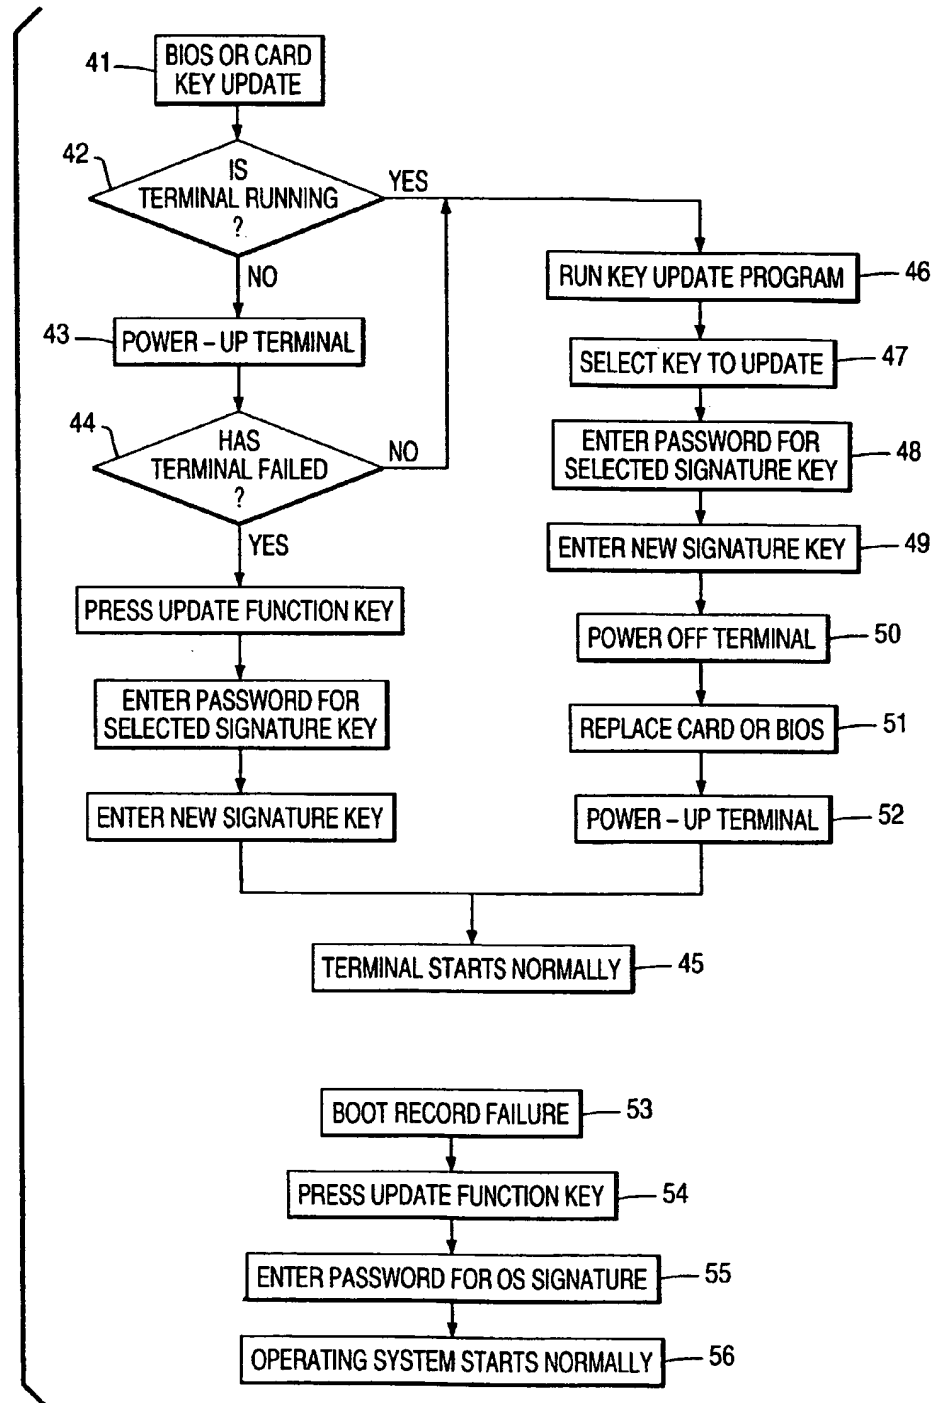 41
BIOS OR CARD
KEY UPDATE
42
IS
TERMINAL RUNNING
?
YES
NO
43
POWER – UP TERMINAL
44
HAS
TERMINAL FAILED
?
NO
YES
PRESS UPDATE FUNCTION KEY
ENTER PASSWORD FOR
SELECTED SIGNATURE KEY
ENTER NEW SIGNATURE KEY
RUN KEY UPDATE PROGRAM
46
SELECT KEY TO UPDATE
47
ENTER PASSWORD FOR
SELECTED SIGNATURE KEY
48
ENTER NEW SIGNATURE KEY
49
POWER OFF TERMINAL
50
REPLACE CARD OR BIOS
51
POWER – UP TERMINAL
52
TERMINAL STARTS NORMALLY
45
BOOT RECORD FAILURE
53
PRESS UPDATE FUNCTION KEY
54
ENTER PASSWORD FOR OS SIGNATURE
55
OPERATING SYSTEM STARTS NORMALLY
56